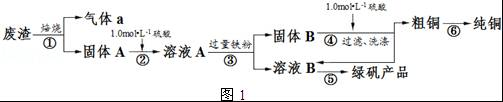 废渣 焙烧 ① 气体 a 固体 A 1.0mol·L-1硫酸 ② 溶液 A 过量铁粉 ③ 固体 B 1.0mol·L-1硫酸 ④ 过滤、洗涤 粗铜 ⑥ 纯铜
溶液 B ⑤ 绿矾产品
图 1